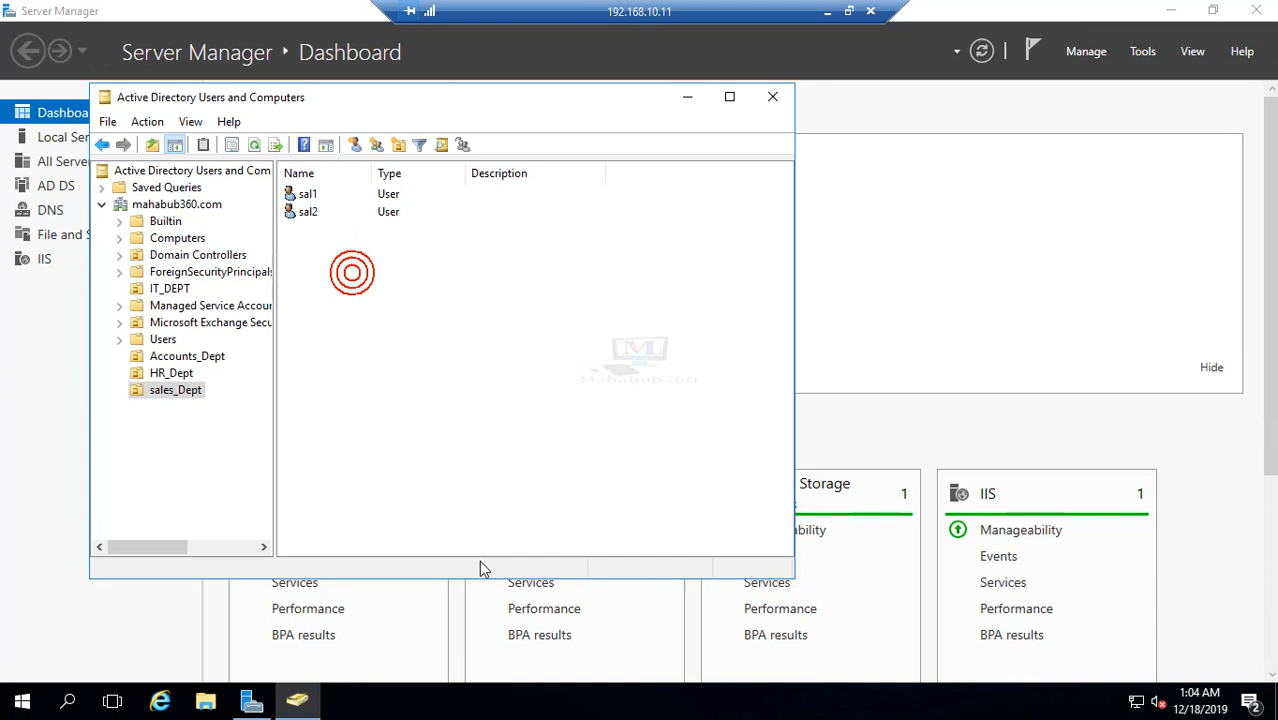 Server Manager
192.168.10.11
Server Manager
Dashboard
Manage
Tools
View
Help
Dashboa
Local Ser
All Serve
AD DS
DNS
File and S
IIS
Active Directory Users and Computers
File
Action
View
Help
Active Directory Users and Com
Saved Queries
mahabub360.com
Builtin
Computers
Domain Controllers
ForeignSecurityPrincipals
IT_DEPT
Managed Service Accour
Microsoft Exchange Secu
Users
Accounts_Dept
HR_Dept
sales_Dept
Name
Type
Description
sal1
User
sal2
User
Mahabub360
Hide
Storage
1
IIS
1
Manageability
Events
Services
Services
Services
Services
Performance
Performance
Performance
Performance
BPA results
BPA results
BPA results
BPA results
1:04 AM
12/18/2019
2